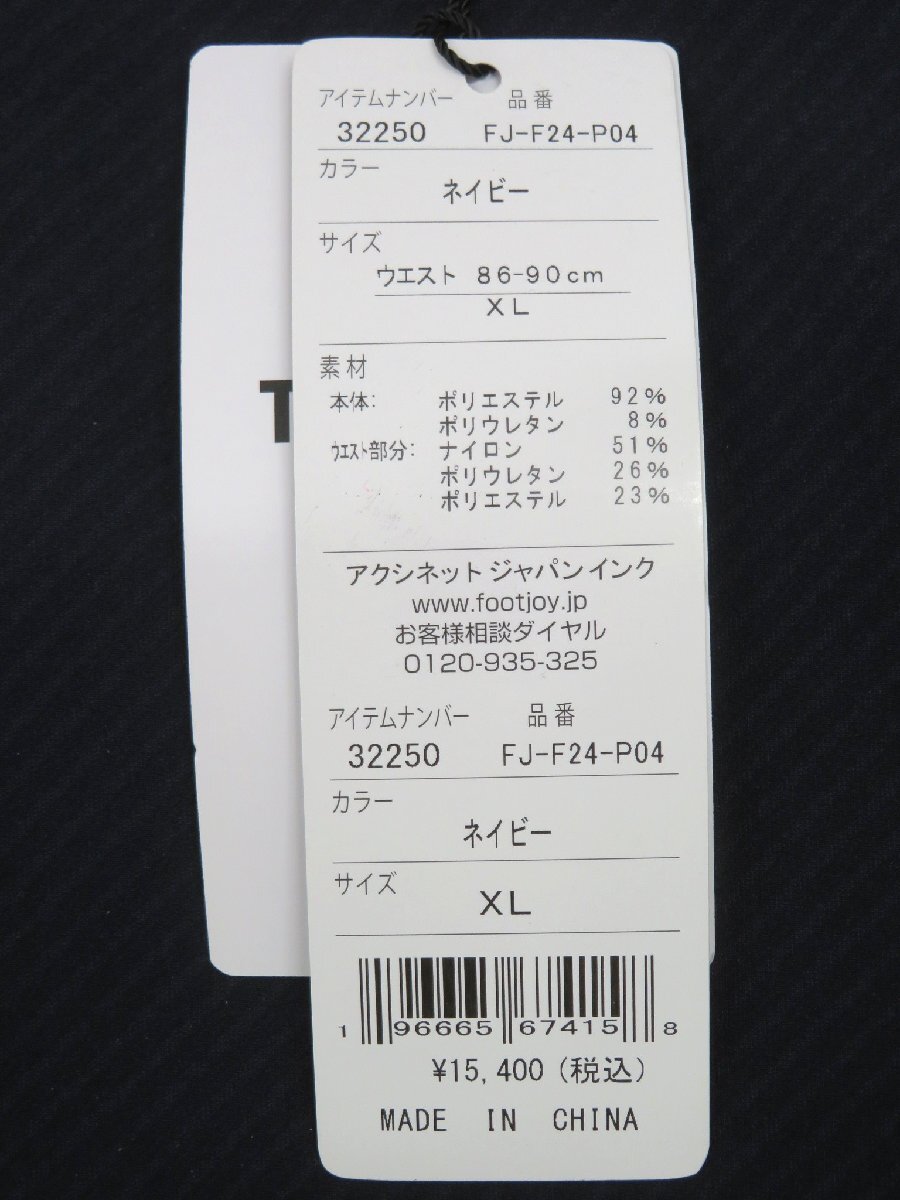 アイテムナンバー 品番
32250 FJ-F24-P04
カラー
ネイビー
サイズ
ウエスト 86-90cm
XL
素材
本体: ポリエステル 92%
ポリウレタン 8%
ウエスト部分: ナイロン 51%
ポリウレタン 26%
ポリエステル 23%
アクシネット ジャパン インク
www.footjoy.jp
お客様相談ダイヤル
0120-935-325
アイテムナンバー 品番
32250 FJ-F24-P04
カラー
ネイビー
サイズ
XL
1 96665 67415 8
¥15,400 (税込)
MADE IN CHINA